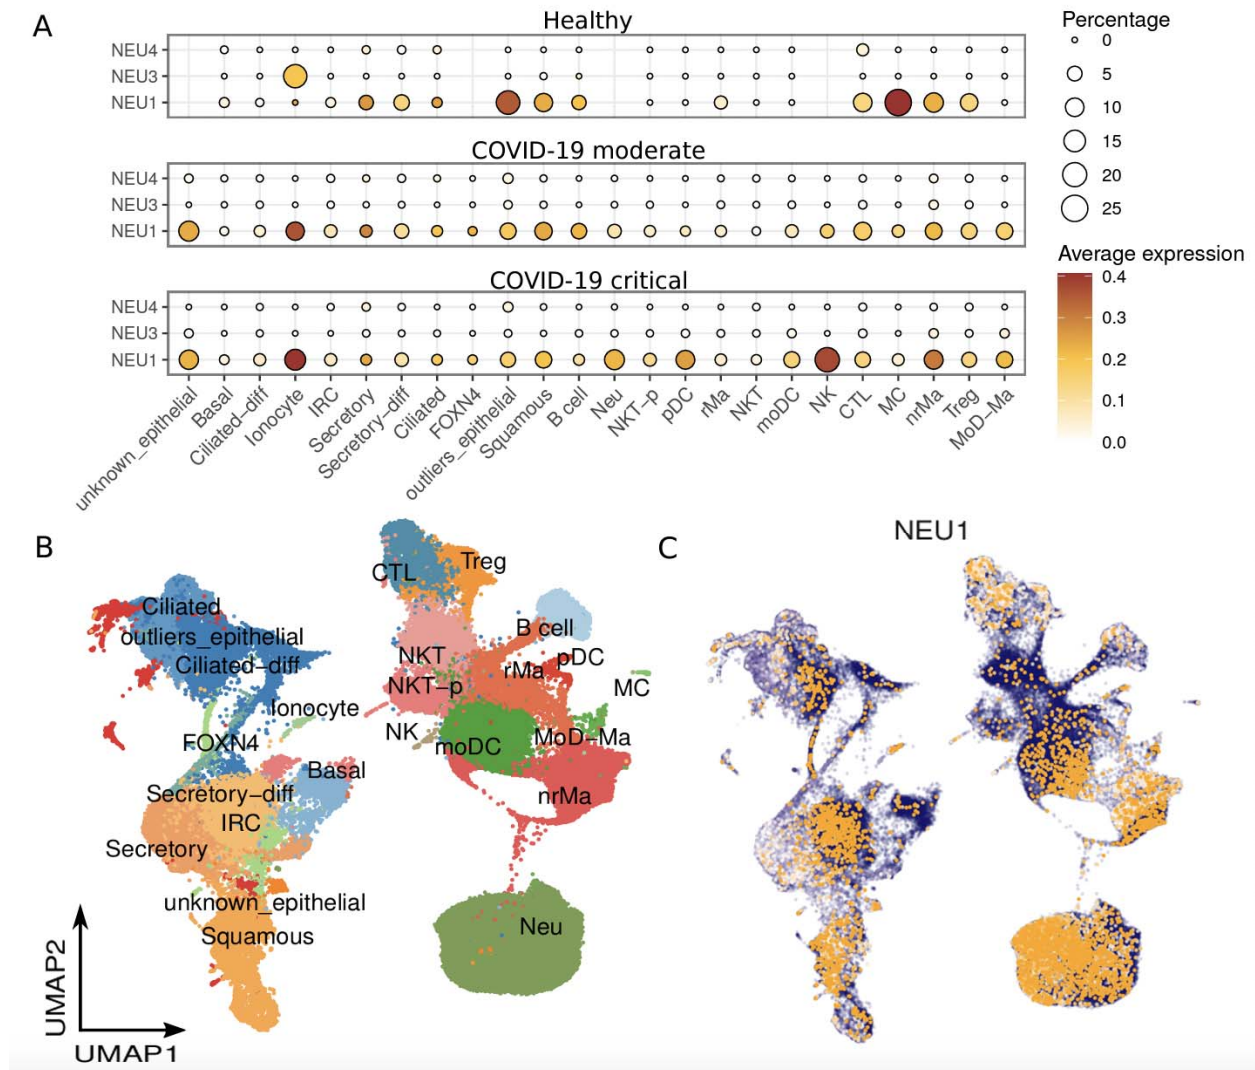 A
Healthy
NEU4
NEU3
NEU1
COVID-19 moderate
NEU4
NEU3
NEU1
COVID-19 critical
NEU4
NEU3
NEU1
unknown_epithelial
Basal
Ciliated-diff
Ionocyte
IRC
Secretory
Secretory-diff
Ciliated
FOXN4
outliers_epithelial
Squamous
B cell
Neu
NKT-p
pDC
rMa
NKT
moDC
NK
CTL
MC
nrMa
Treg
MoD-Ma
Percentage
0
5
10
15
20
25
Average expression
0.4
0.3
0.2
0.1
0.0
B
Ciliated
outliers_epithelial
Ciliated-diff
Ionocyte
FOXN4
Basal
Secretory-diff
IRC
Secretory
unknown_epithelial
Squamous
CTL
Treg
B cell
NKT
rMa
pDC
NKT-p
MC
NK
moDC
MoD-Ma
nrMa
Neu
UMAP2
UMAP1
C
NEU1